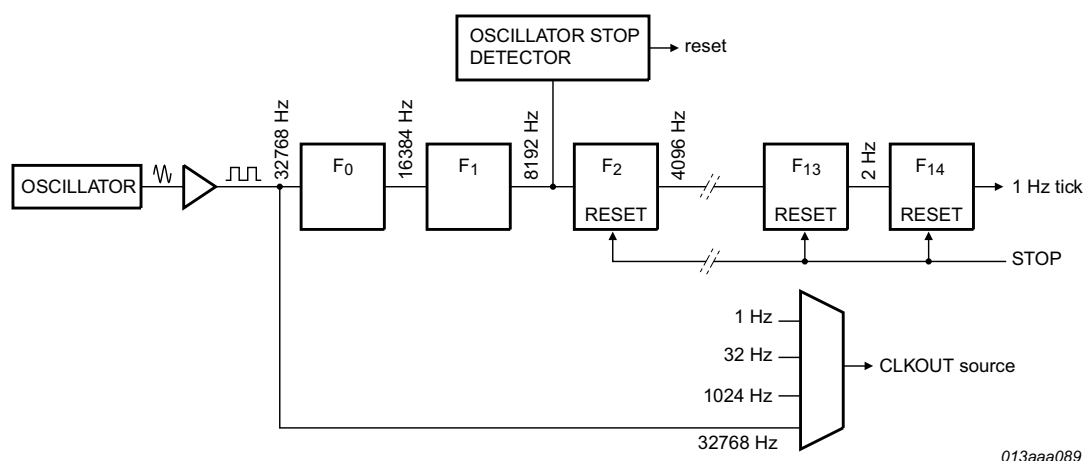 OSCILLATOR STOP
DETECTOR
reset
OSCILLATOR
32768 Hz
F0
16384 Hz
F1
8192 Hz
F2
RESET
4096 Hz
F13
RESET
2 Hz
F14
RESET
1 Hz tick
STOP
1 Hz
32 Hz
1024 Hz
32768 Hz
CLKOUT source
013aaa089